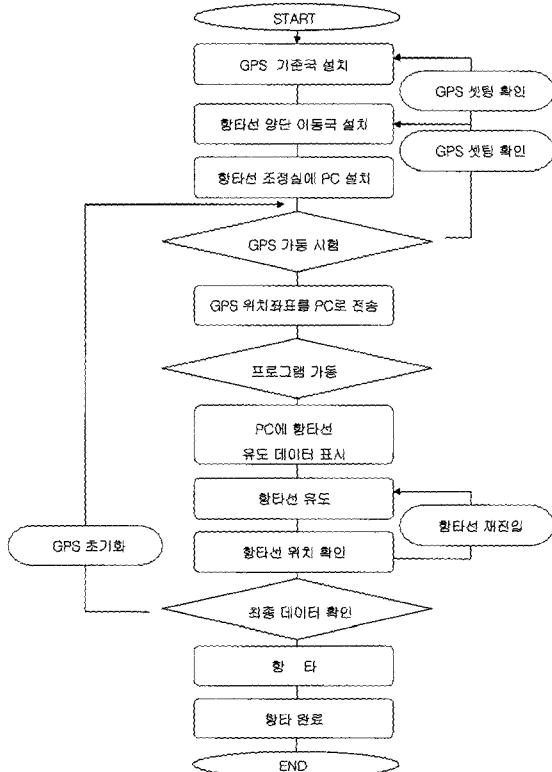 START
GPS 기준국 설치
GPS 셋팅 확인
항타선 양단 이동국 설치
GPS 셋팅 확인
항타선 조정실에 PC 설치
GPS 가동 시험
GPS 위치좌표를 PC로 전송
프로그램 가동
PC에 항타선
유도 데이터 표시
항타선 유도
항타선 재진입
GPS 초기화
항타선 위치 확인
최종 데이터 확인
항 타
항타 완료
END